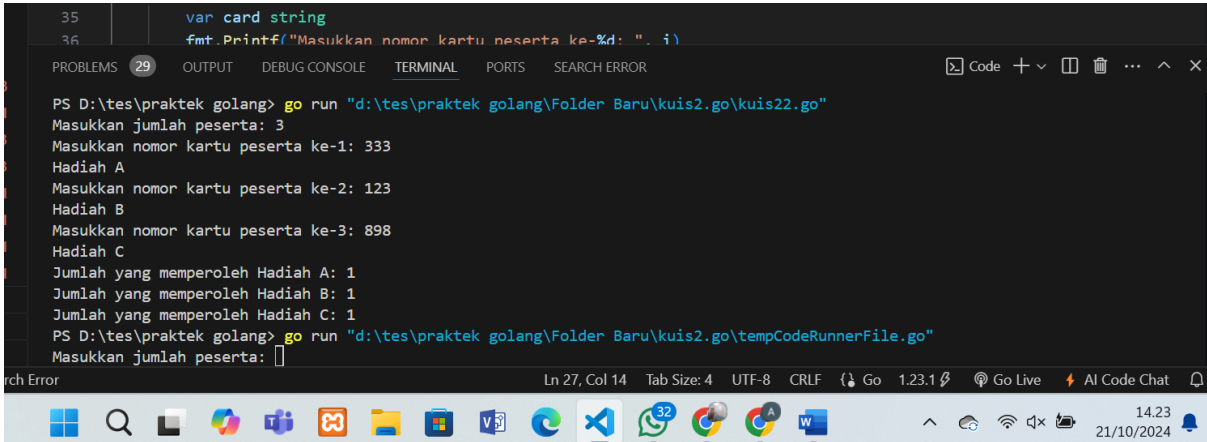 35 var card string
36 fmt.Printf("Masukkan nomor kartu peserta ke-%d: ", i)
PROBLEMS 29 OUTPUT DEBUG CONSOLE TERMINAL PORTS SEARCH ERROR Code
PS D:\tes\praktek golang> go run "d:\tes\praktek golang\Folder Baru\kuis2.go\kuis22.go"
Masukkan jumlah peserta: 3
Masukkan nomor kartu peserta ke-1: 333
Hadiah A
Masukkan nomor kartu peserta ke-2: 123
Hadiah B
Masukkan nomor kartu peserta ke-3: 898
Hadiah C
Jumlah yang memperoleh Hadiah A: 1
Jumlah yang memperoleh Hadiah B: 1
Jumlah yang memperoleh Hadiah C: 1
PS D:\tes\praktek golang> go run "d:\tes\praktek golang\Folder Baru\kuis2.go\tempCodeRunnerFile.go"
Masukkan jumlah peserta:
rch Error Ln 27, Col 14 Tab Size: 4 UTF-8 CRLF Go 1.23.1 Go Live AI Code Chat
32
14.23
21/10/2024